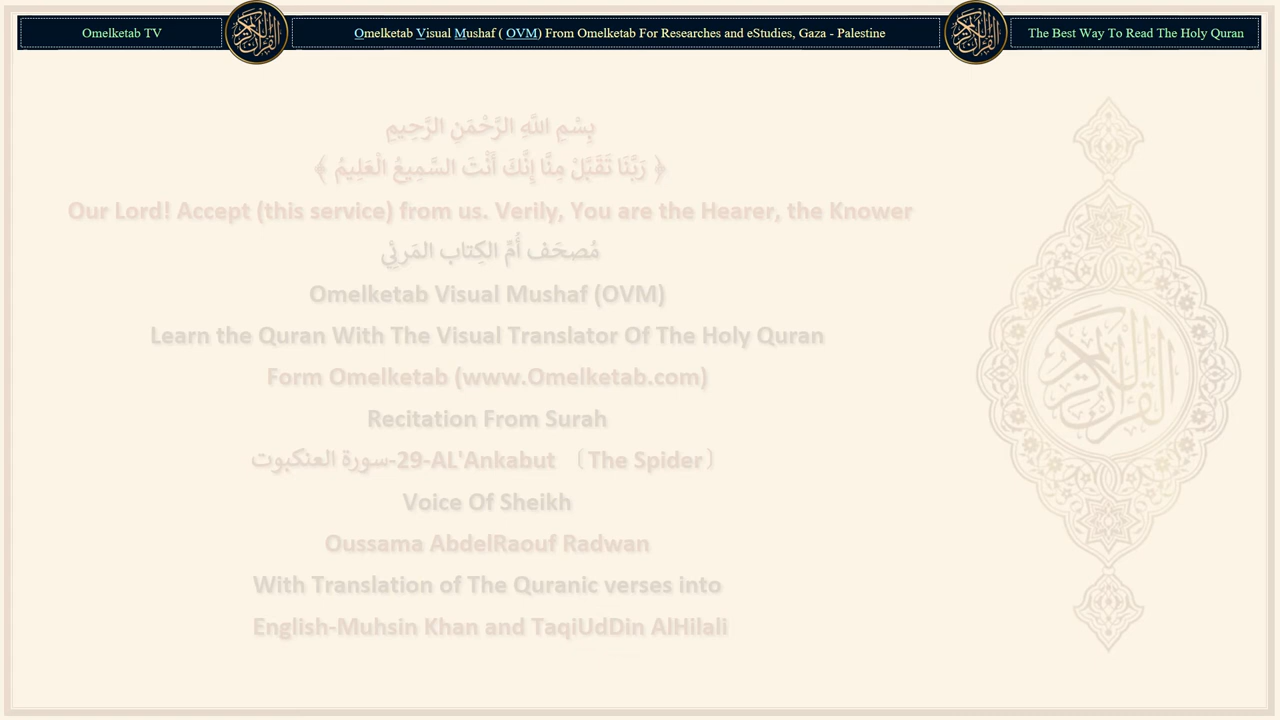 Omelketab TV
Omelketab Visual Mushaf ( OVM) From Omelketab For Researches and eStudies, Gaza - Palestine
The Best Way To Read The Holy Quran
بِسْمِ اللَّهِ الرَّحْمَنِ الرَّحِيمِ
﴿ رَبَّنَا تَقَبَّلْ مِنَّا إِنَّكَ أَنْتَ السَّمِيعُ الْعَلِيمُ ﴾
Our Lord! Accept (this service) from us. Verily, You are the Hearer, the Knower
مُصحَف أُمّ الكِتاب المَرئِي
Omelketab Visual Mushaf (OVM)
Learn the Quran With The Visual Translator Of The Holy Quran
Form Omelketab (www.Omelketab.com)
Recitation From Surah
سورة العنكبوت-29-AL'Ankabut 〔The Spider〕
Voice Of Sheikh
Oussama AbdelRaouf Radwan
With Translation of The Quranic verses into
English-Muhsin Khan and TaqiUdDin AlHilali
القرآن الكريم